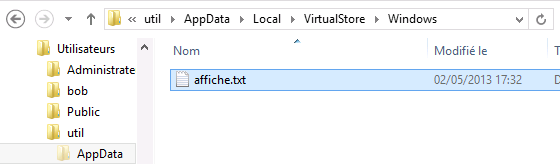 « util ▸ AppData ▸ Local ▸ VirtualStore ▸ Windows
Utilisateurs
Administrate
bob
Public
util
AppData
Nom
Modifié le
T
affiche.txt
02/05/2013 17:32
D